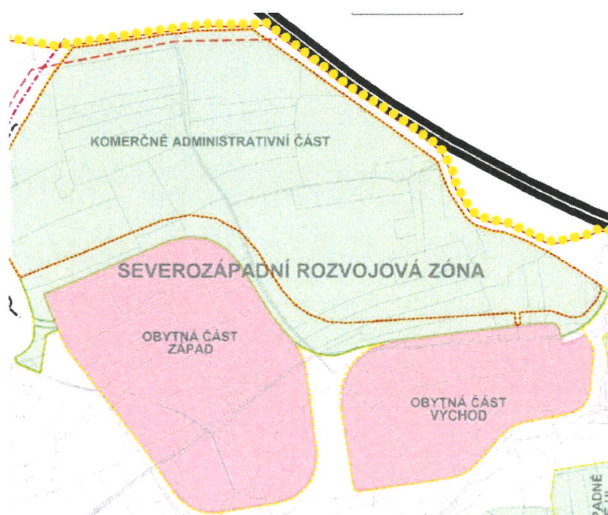 KOMERČNĚ ADMINISTRATIVNÍ ČÁST
SEVEROZÁPADNÍ ROZVOJOVÁ ZÓNA
OBYTNÁ ČÁST
ZÁPAD
OBYTNÁ ČÁST
VÝCHOD